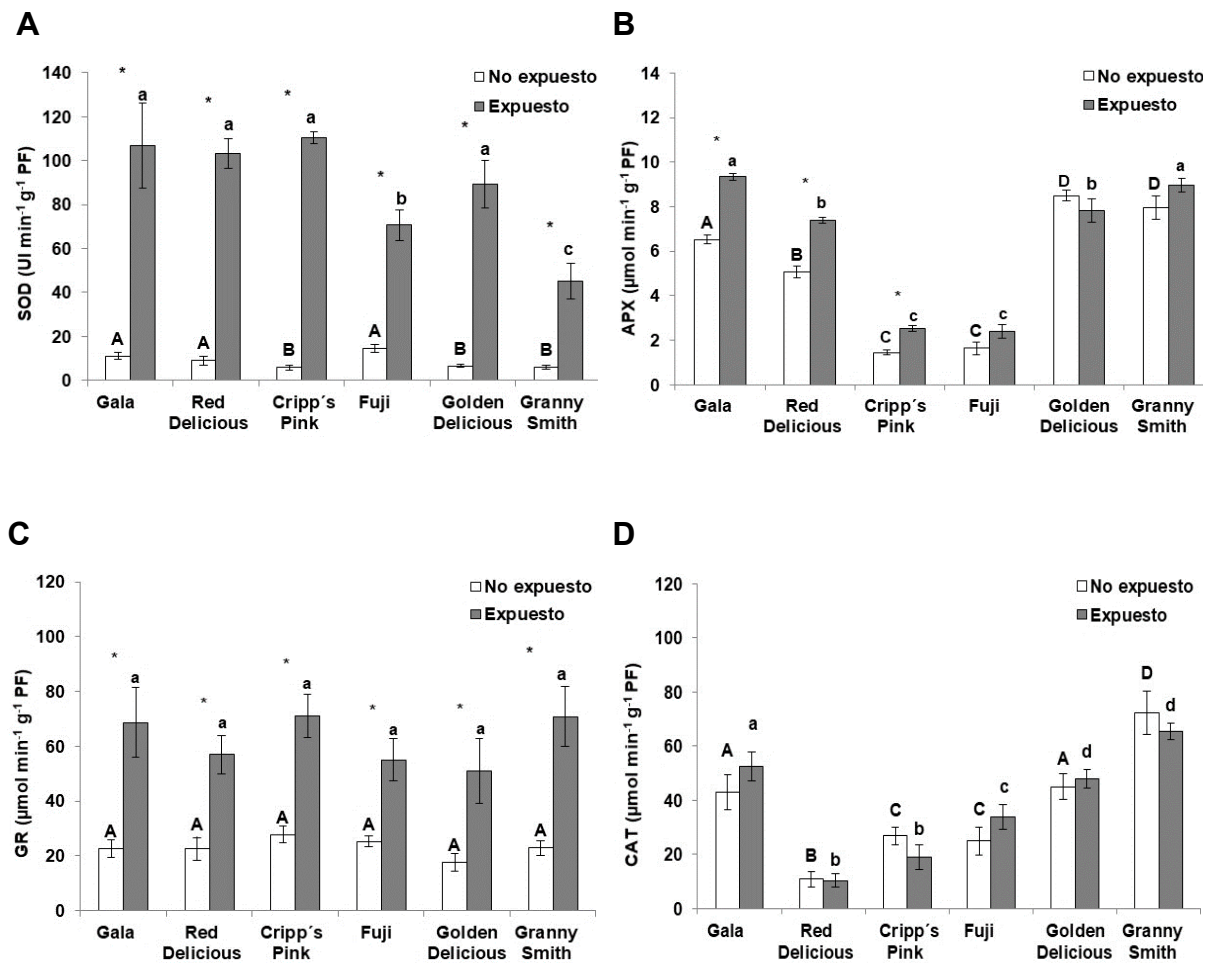 A
SOD (UI min-1 g-1 PF)
140
120
100
80
60
40
20
0
No expuesto
Expuesto
* * * * * *
a a a b a c
A A B A B B
Gala Red Delicious Cripp´s Pink Fuji Golden Delicious Granny Smith
B
APX (µmol min-1 g-1 PF)
14
12
10
8
6
4
2
0
No expuesto
Expuesto
* * *
A a B b C c C c D b D a
Gala Red Delicious Cripp´s Pink Fuji Golden Delicious Granny Smith
C
GR (µmol min-1 g-1 PF)
120
100
80
60
40
20
0
No expuesto
Expuesto
* * * * * *
a a a a a a
A A A A A A
Gala Red Delicious Cripp´s Pink Fuji Golden Delicious Granny Smith
D
CAT (µmol min-1 g-1 PF)
120
100
80
60
40
20
0
No expuesto
Expuesto
A a B b C b C c A d D d
Gala Red Delicious Cripp´s Pink Fuji Golden Delicious Granny Smith